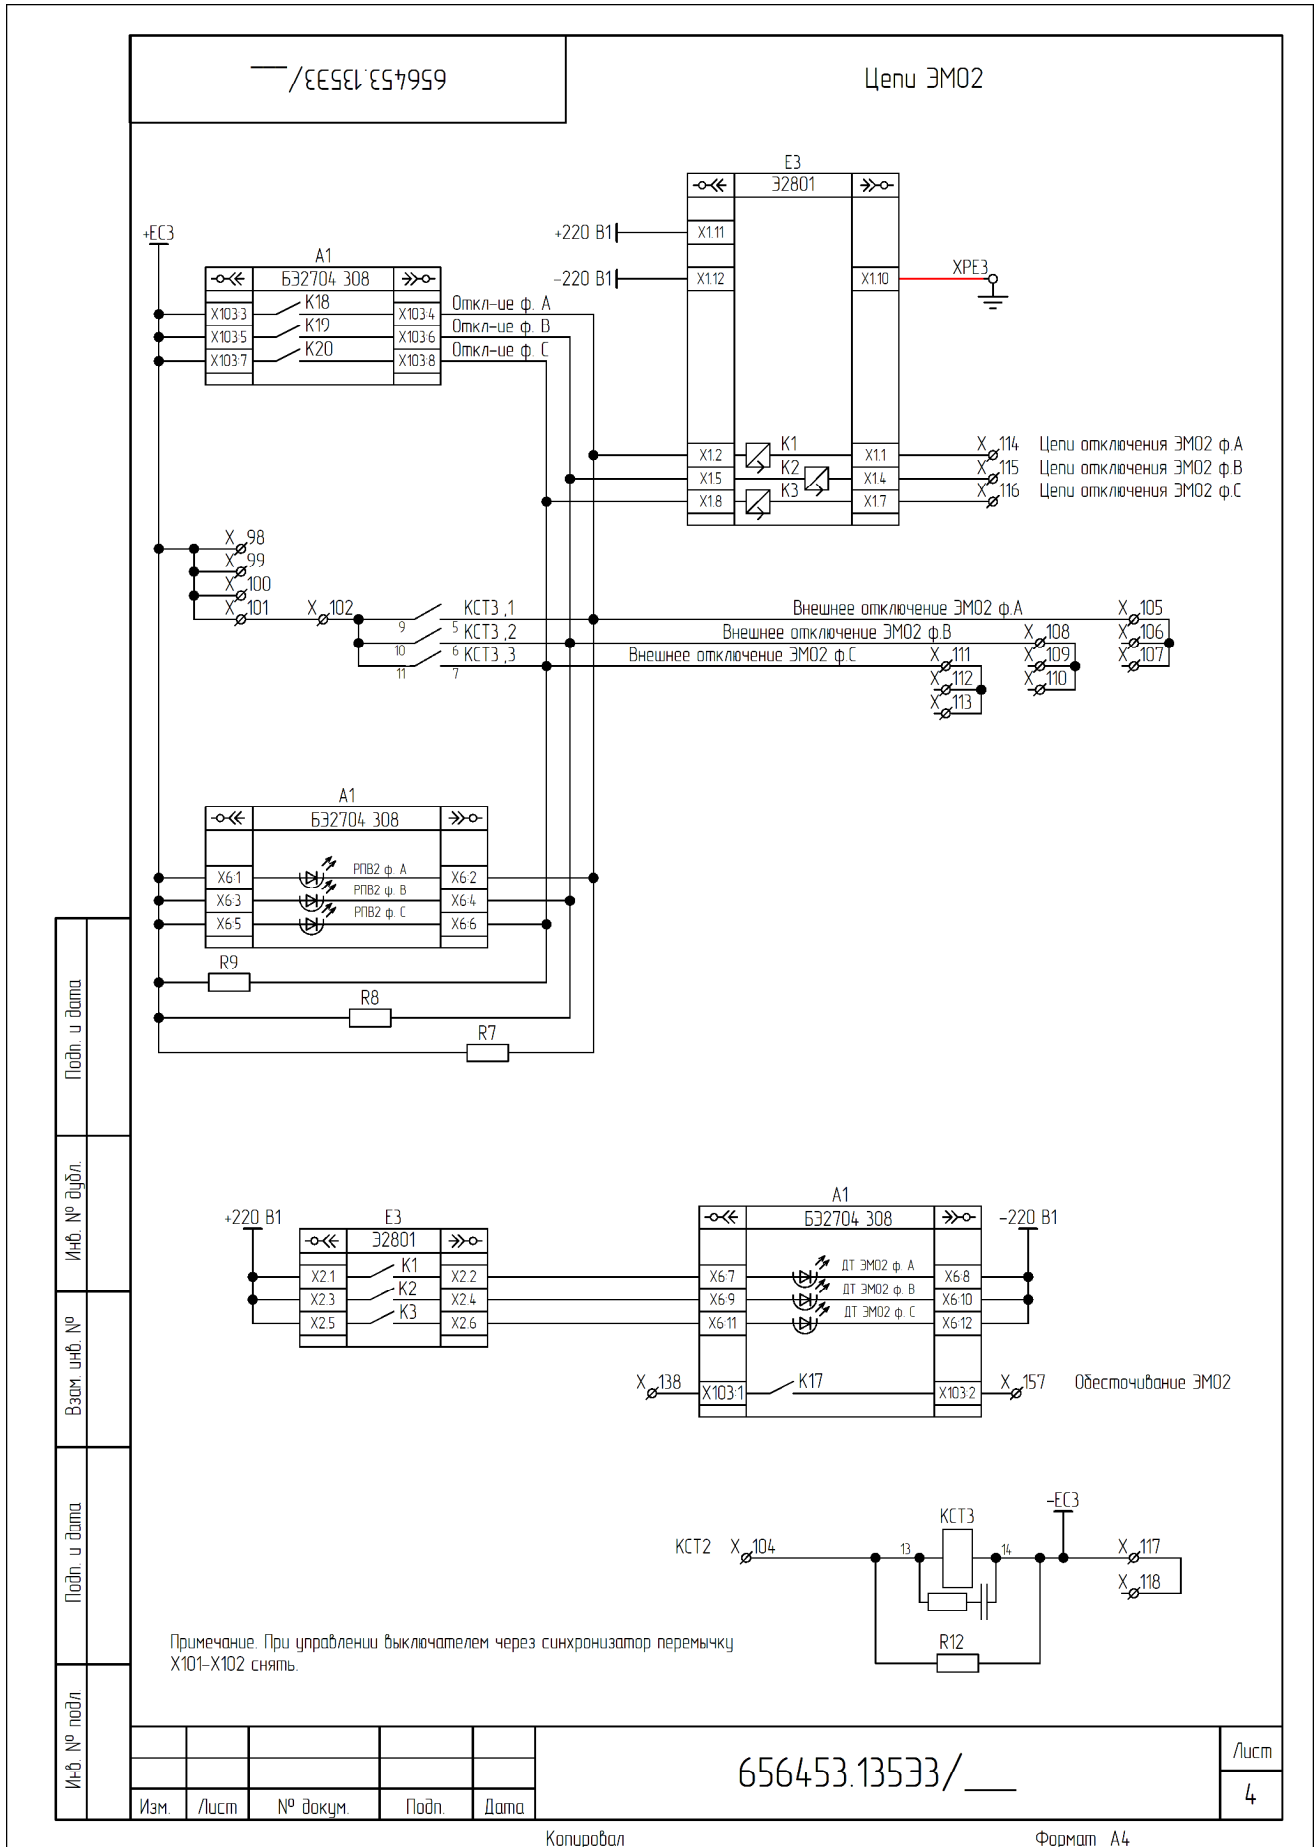 656453.135ЭЗ/___
Цепи ЭМО2
Е3
Э2801
+220 В1
Х1.11
-220 В1
Х1.12
Х1.10
ХРЕ3
+ЕС3
А1
БЭ2704 308
Х103:3
К18
Х103:4
Откл-ие ф. А
Х103:5
К19
Х103:6
Откл-ие ф. В
Х103:7
К20
Х103:8
Откл-ие ф. С
Х1.2
К1
Х1.1
Х 114
Цепи отключения ЭМО2 ф.А
Х1.5
К2
Х1.4
Х 115
Цепи отключения ЭМО2 ф.В
Х1.8
К3
Х1.7
Х 116
Цепи отключения ЭМО2 ф.С
Х 98
Х 99
Х 100
Х 101
Х 102
9
КСТ3 ,1
5
Внешнее отключение ЭМО2 ф.А
Х 105
10
КСТ3 ,2
6
Внешнее отключение ЭМО2 ф.В
Х 108
Х 106
11
КСТ3 ,3
7
Внешнее отключение ЭМО2 ф.С
Х 111
Х 109
Х 107
Х 112
Х 110
Х 113
А1
БЭ2704 308
Х6:1
РПВ2 ф. А
Х6:2
Х6:3
РПВ2 ф. В
Х6:4
Х6:5
РПВ2 ф. С
Х6:6
R9
R8
R7
+220 В1
Е3
Э2801
Х2.1
К1
Х2.2
Х2.3
К2
Х2.4
Х2.5
К3
Х2.6
А1
БЭ2704 308
-220 В1
Х6:7
ДТ ЭМО2 ф. А
Х6:8
Х6:9
ДТ ЭМО2 ф. В
Х6:10
Х6:11
ДТ ЭМО2 ф. С
Х6:12
Х 138
Х103:1
К17
Х103:2
Х 157
Обесточивание ЭМО2
КСТ2
Х 104
13
КСТ3
14
-ЕС3
Х 117
Х 118
R12
Примечание. При управлении выключателем через синхронизатор перемычку
Х101-Х102 снять.
Подп. и дата
Инв. № дубл.
Взам. инв. №
Подп. и дата
Инв. № подл
Изм.
Лист
№ докум.
Подп.
Дата
656453.135ЭЗ/___
Лист
4
Копировал
Формат А4